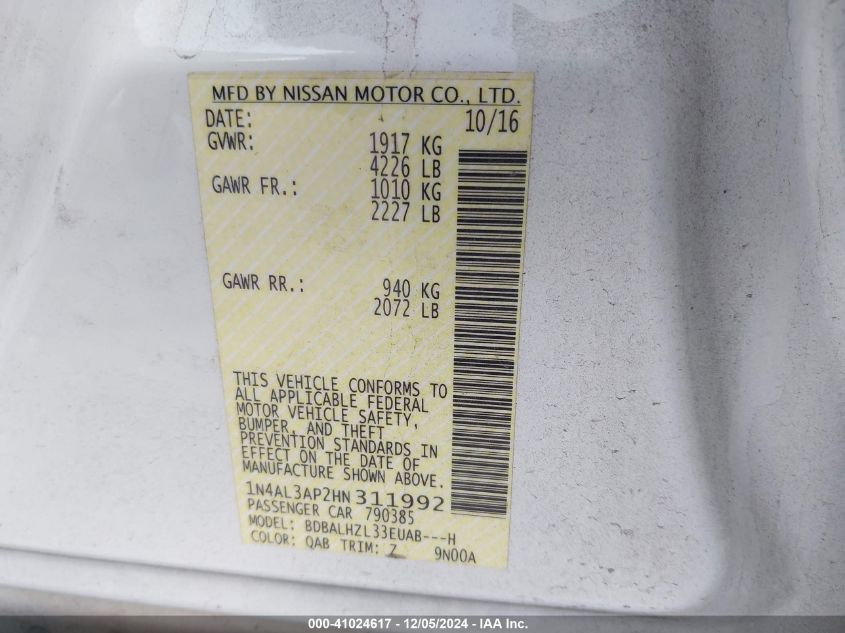 MFD BY NISSAN MOTOR CO., LTD.
DATE: 10/16
GVWR: 1917 KG
4226 LB
GAWR FR.: 1010 KG
2227 LB
GAWR RR.: 940 KG
2072 LB
THIS VEHICLE CONFORMS TO
ALL APPLICABLE FEDERAL
MOTOR VEHICLE SAFETY,
BUMPER, AND THEFT
PREVENTION STANDARDS IN
EFFECT ON THE DATE OF
MANUFACTURE SHOWN ABOVE.
1N4AL3AP2HN311992
PASSENGER CAR 790385
MODEL: BDBALHZL33EUAB---H
COLOR: QAB TRIM: Z 9N00A
000-41024617 - 12/05/2024 - IAA Inc.